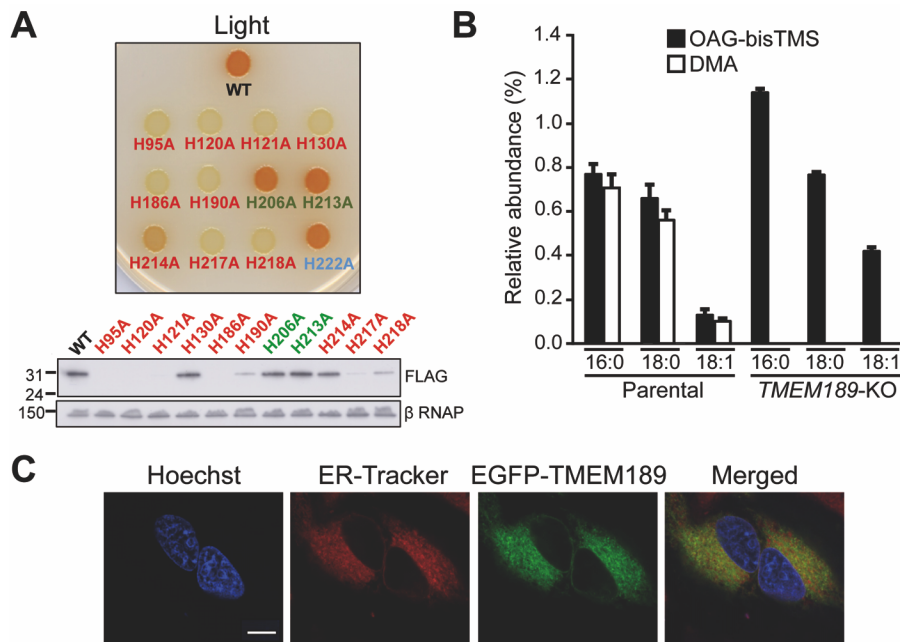 A
Light
WT
H95A H120A H121A H130A
H186A H190A H206A H213A
H214A H217A H218A H222A
WT H95A H120A H121A H130A H186A H190A H206A H213A H214A H217A H218A
31
24
FLAG
150
β RNAP
B
Relative abundance (%)
1.4
1.2
1.0
0.8
0.6
0.4
0.2
0.0
OAG-bisTMS
DMA
16:0 18:0 18:1 16:0 18:0 18:1
Parental TMEM189-KO
C
Hoechst ER-Tracker EGFP-TMEM189 Merged